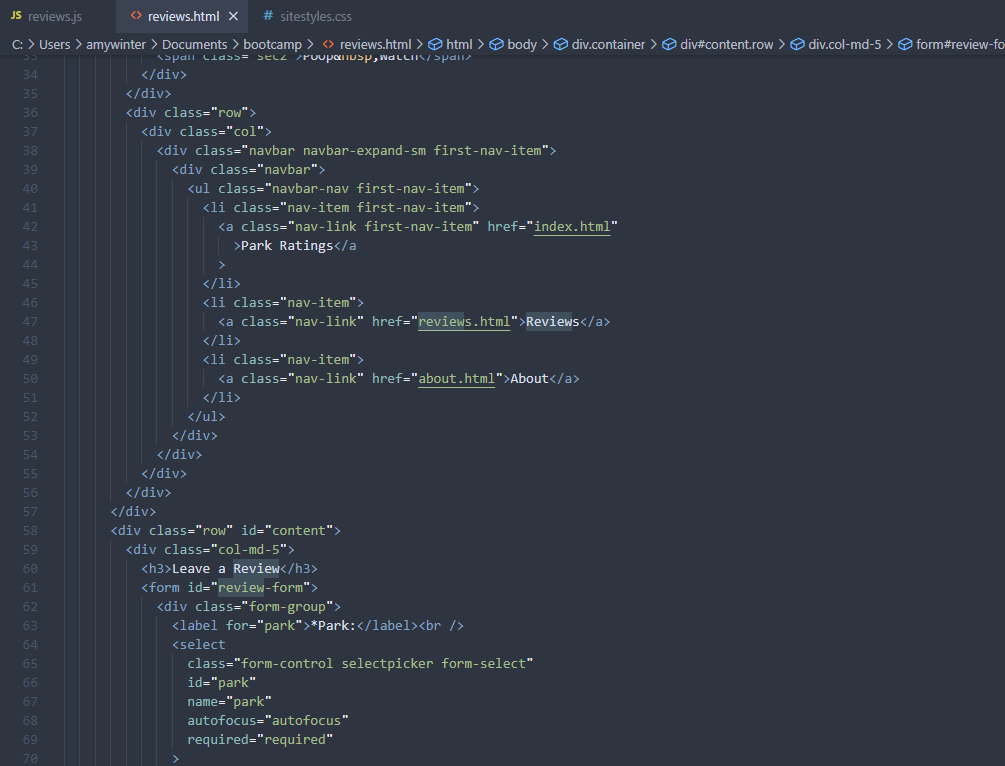 JS reviews.js <> reviews.html × # sitestyles.css
C: > Users > amywinter > Documents > bootcamp > <> reviews.html > html > body > div.container > div#content.row > div.col-md-5 > form#review-fo
33 <span class="sec2">Poop&nbsp;Watch</span>
34 </div>
35 </div>
36 <div class="row">
37 <div class="col">
38 <div class="navbar navbar-expand-sm first-nav-item">
39 <div class="navbar">
40 <ul class="navbar-nav first-nav-item">
41 <li class="nav-item first-nav-item">
42 <a class="nav-link first-nav-item" href="index.html"
43 >Park Ratings</a
44 >
45 </li>
46 <li class="nav-item">
47 <a class="nav-link" href="reviews.html">Reviews</a>
48 </li>
49 <li class="nav-item">
50 <a class="nav-link" href="about.html">About</a>
51 </li>
52 </ul>
53 </div>
54 </div>
55 </div>
56 </div>
57 </div>
58 <div class="row" id="content">
59 <div class="col-md-5">
60 <h3>Leave a Review</h3>
61 <form id="review-form">
62 <div class="form-group">
63 <label for="park">*Park:</label><br />
64 <select
65 class="form-control selectpicker form-select"
66 id="park"
67 name="park"
68 autofocus="autofocus"
69 required="required"
70 >